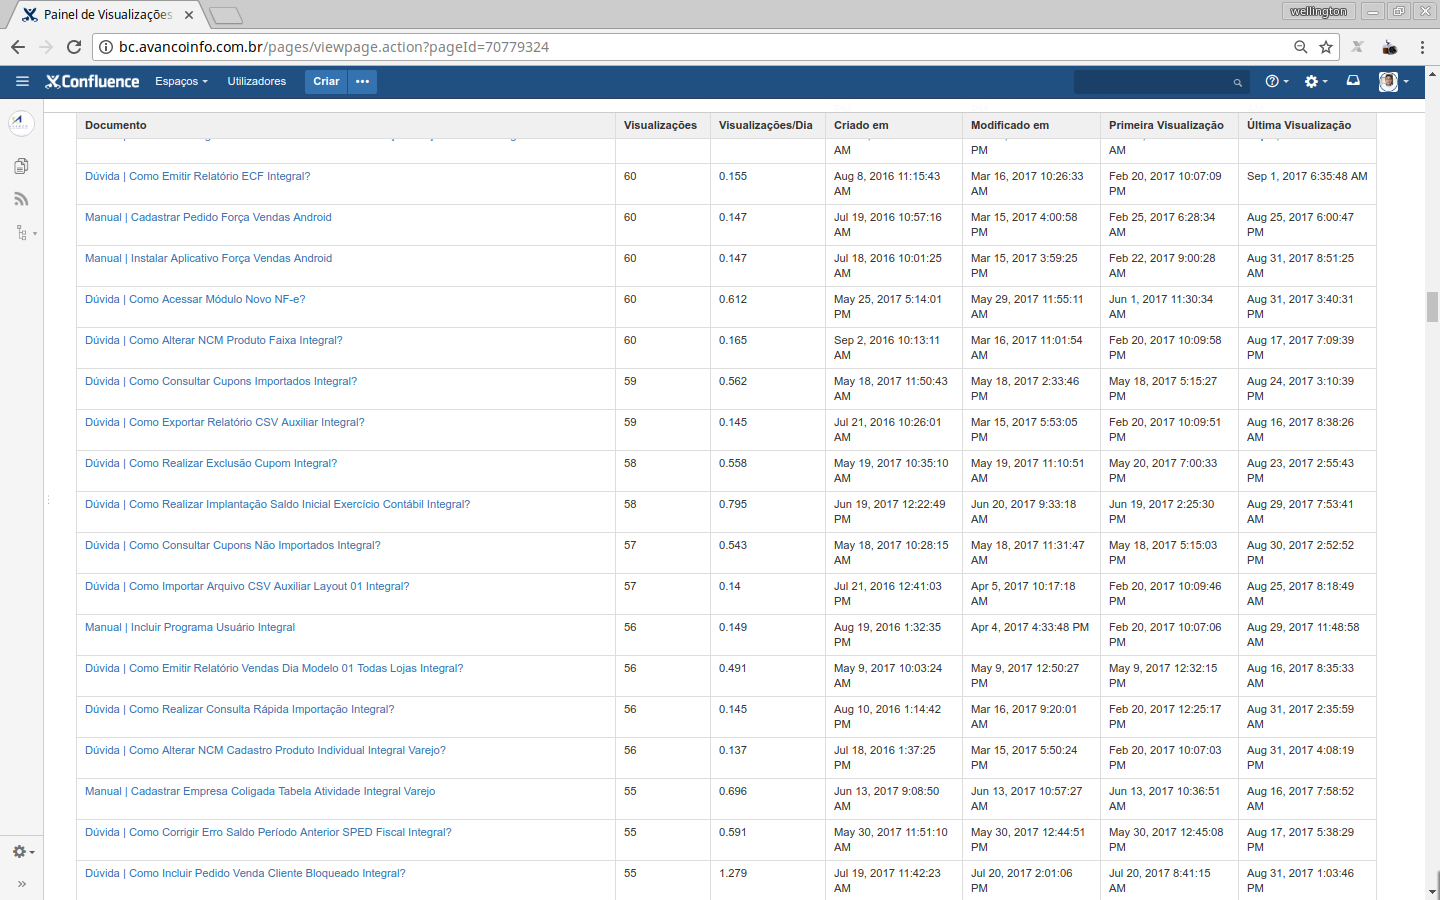 Painel de Visualizações
wellington
bc.avancoinfo.com.br/pages/viewpage.action?pageId=70779324
Confluence Espaços Utilizadores Criar
Documento Visualizações Visualizações/Dia Criado em Modificado em Primeira Visualização Última Visualização
AM PM AM
Dúvida | Como Emitir Relatório ECF Integral? 60 0.155 Aug 8, 2016 11:15:43 Mar 16, 2017 10:26:33 Feb 20, 2017 10:07:09 Sep 1, 2017 6:35:48 AM
AM AM PM
Manual | Cadastrar Pedido Força Vendas Android 60 0.147 Jul 19, 2016 10:57:16 Mar 15, 2017 4:00:58 Feb 25, 2017 6:28:34 Aug 25, 2017 6:00:47
AM PM AM PM
Manual | Instalar Aplicativo Força Vendas Android 60 0.147 Jul 18, 2016 10:01:25 Mar 15, 2017 3:59:25 Feb 22, 2017 9:00:28 Aug 31, 2017 8:51:25
AM PM AM AM
Dúvida | Como Acessar Módulo Novo NF-e? 60 0.612 May 25, 2017 5:14:01 May 29, 2017 11:55:11 Jun 1, 2017 11:30:34 Aug 31, 2017 3:40:31
PM AM AM PM
Dúvida | Como Alterar NCM Produto Faixa Integral? 60 0.165 Sep 2, 2016 10:13:11 Mar 16, 2017 11:01:54 Feb 20, 2017 10:09:58 Aug 17, 2017 7:09:39
AM AM PM PM
Dúvida | Como Consultar Cupons Importados Integral? 59 0.562 May 18, 2017 11:50:43 May 18, 2017 2:33:46 May 18, 2017 5:15:27 Aug 24, 2017 3:10:39
AM PM PM PM
Dúvida | Como Exportar Relatório CSV Auxiliar Integral? 59 0.145 Jul 21, 2016 10:26:01 Mar 15, 2017 5:53:05 Feb 20, 2017 10:09:51 Aug 16, 2017 8:38:26
AM PM PM AM
Dúvida | Como Realizar Exclusão Cupom Integral? 58 0.558 May 19, 2017 10:35:10 May 19, 2017 11:10:51 May 20, 2017 7:00:33 Aug 23, 2017 2:55:43
AM AM PM PM
Dúvida | Como Realizar Implantação Saldo Inicial Exercício Contábil Integral? 58 0.795 Jun 19, 2017 12:22:49 Jun 20, 2017 9:33:18 Jun 19, 2017 2:25:30 Aug 29, 2017 7:53:41
PM AM PM AM
Dúvida | Como Consultar Cupons Não Importados Integral? 57 0.543 May 18, 2017 10:28:15 May 18, 2017 11:31:47 May 18, 2017 5:15:03 Aug 30, 2017 2:52:52
AM AM PM PM
Dúvida | Como Importar Arquivo CSV Auxiliar Layout 01 Integral? 57 0.14 Jul 21, 2016 12:41:03 Apr 5, 2017 10:17:18 Feb 20, 2017 10:09:46 Aug 25, 2017 8:18:49
PM AM PM AM
Manual | Incluir Programa Usuário Integral 56 0.149 Aug 19, 2016 1:32:35 Apr 4, 2017 4:33:48 PM Feb 20, 2017 10:07:06 Aug 29, 2017 11:48:58
PM PM AM
Dúvida | Como Emitir Relatório Vendas Dia Modelo 01 Todas Lojas Integral? 56 0.491 May 9, 2017 10:03:24 May 9, 2017 12:50:27 May 9, 2017 12:32:15 Aug 16, 2017 8:35:33
AM PM PM AM
Dúvida | Como Realizar Consulta Rápida Importação Integral? 56 0.145 Aug 10, 2016 1:14:42 Mar 16, 2017 9:20:01 Feb 20, 2017 12:25:17 Aug 31, 2017 2:35:59
PM AM PM AM
Dúvida | Como Alterar NCM Cadastro Produto Individual Integral Varejo? 56 0.137 Jul 18, 2016 1:37:25 Mar 15, 2017 5:50:24 Feb 20, 2017 10:07:03 Aug 31, 2017 4:08:19
PM PM PM PM
Manual | Cadastrar Empresa Coligada Tabela Atividade Integral Varejo 55 0.696 Jun 13, 2017 9:08:50 Jun 13, 2017 10:57:27 Jun 13, 2017 10:36:51 Aug 16, 2017 7:58:52
AM AM AM AM
Dúvida | Como Corrigir Erro Saldo Período Anterior SPED Fiscal Integral? 55 0.591 May 30, 2017 11:51:10 May 30, 2017 12:44:51 May 30, 2017 12:45:08 Aug 17, 2017 5:38:29
AM PM PM PM
Dúvida | Como Incluir Pedido Venda Cliente Bloqueado Integral? 55 1.279 Jul 19, 2017 11:42:23 Jul 20, 2017 2:01:06 Jul 20, 2017 8:41:15 Aug 31, 2017 1:03:46
AM PM AM PM